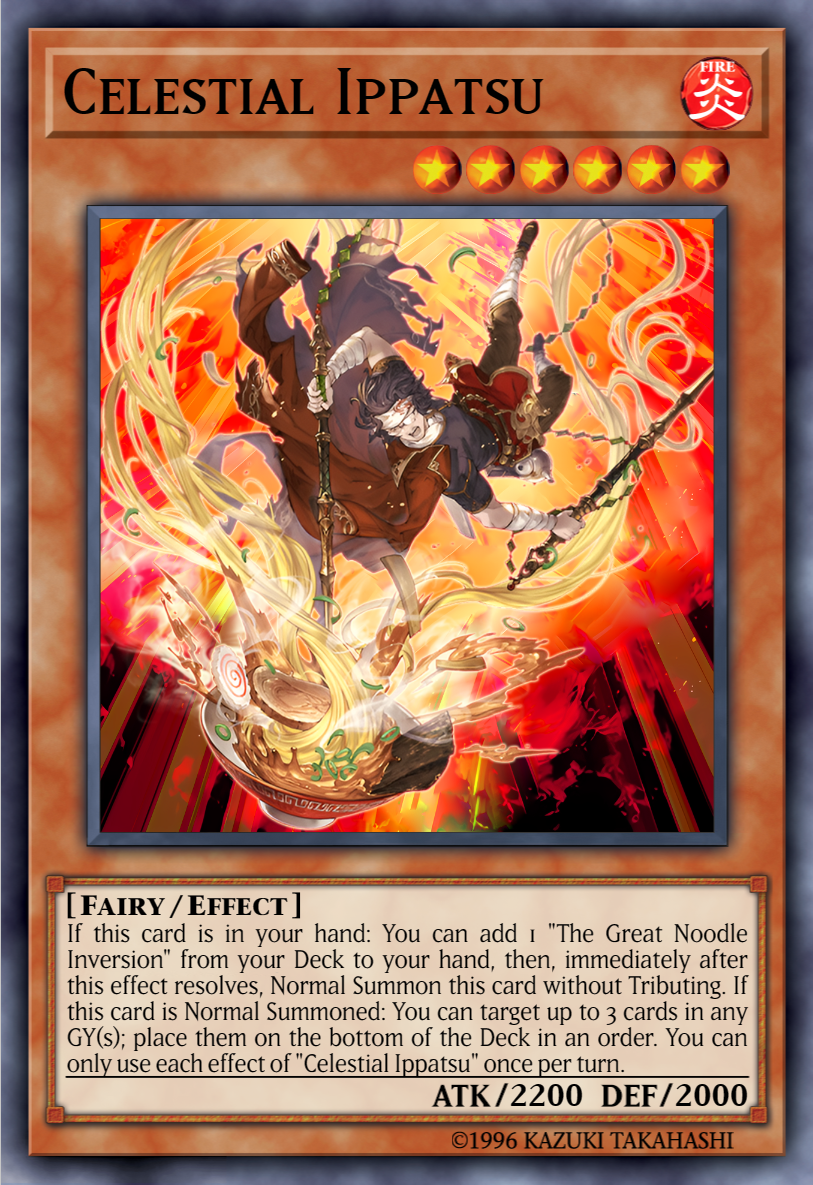 Celestial Ippatsu
FIRE
炎
[ Fairy / Effect ]
If this card is in your hand: You can add 1 "The Great Noodle
Inversion" from your Deck to your hand, then, immediately after
this effect resolves, Normal Summon this card without Tributing. If
this card is Normal Summoned: You can target up to 3 cards in any
GY(s); place them on the bottom of the Deck in an order. You can
only use each effect of "Celestial Ippatsu" once per turn.
ATK/2200 DEF/2000
©1996 KAZUKI TAKAHASHI